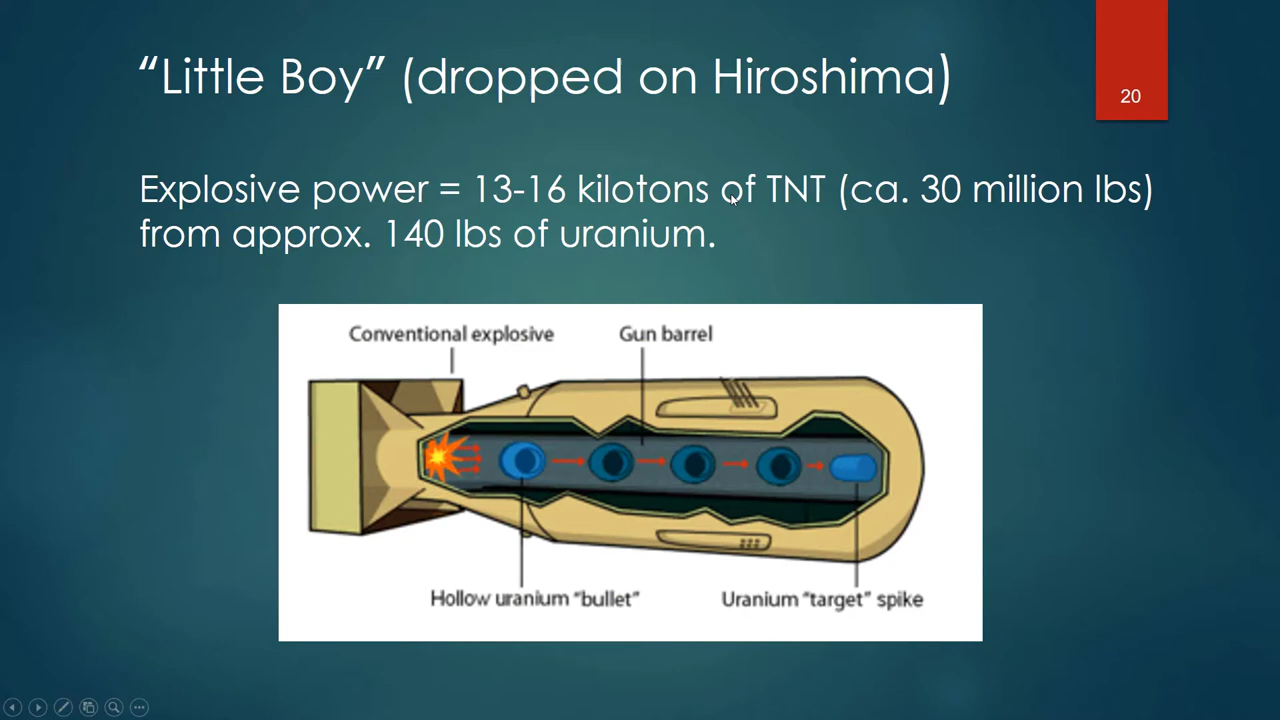 “Little Boy” (dropped on Hiroshima)
20
Explosive power = 13-16 kilotons of TNT (ca. 30 million lbs)
from approx. 140 lbs of uranium.
Conventional explosive
Gun barrel
Hollow uranium “bullet”
Uranium “target” spike